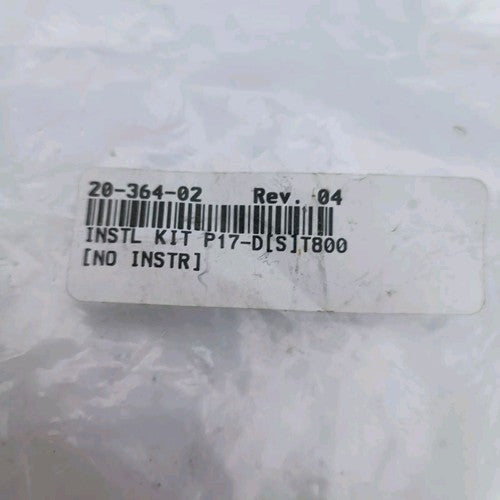 20-364-02 Rev. 04
INSTL KIT P17-D[S]T800
[NO INSTR]